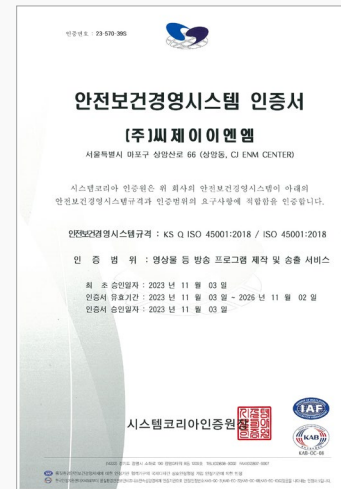 인증번호 : 23-570-39S
안전보건경영시스템 인증서
(주)씨제이이엔엠
서울특별시 마포구 상암산로 66 (상암동, CJ ENM CENTER)
시스템코리아 인증원은 위 회사의 안전보건경영시스템이 아래의
안전보건경영시스템규격과 인증범위의 요구사항에 적합함을 인증합니다.
안전보건경영시스템규격 : KS Q ISO 45001:2018 / ISO 45001:2018
인 증 범 위 : 영상물 등 방송 프로그램 제작 및 송출 서비스
최 초 승인일자 : 2023 년 11 월 03 일
인증서 유효기간 : 2023 년 11 월 03 일 ~ 2026 년 11 월 02 일
인증서 승인일자 : 2023 년 11 월 03 일
시스템코리아인증원장
IAF
KAB
KAB-OC-08